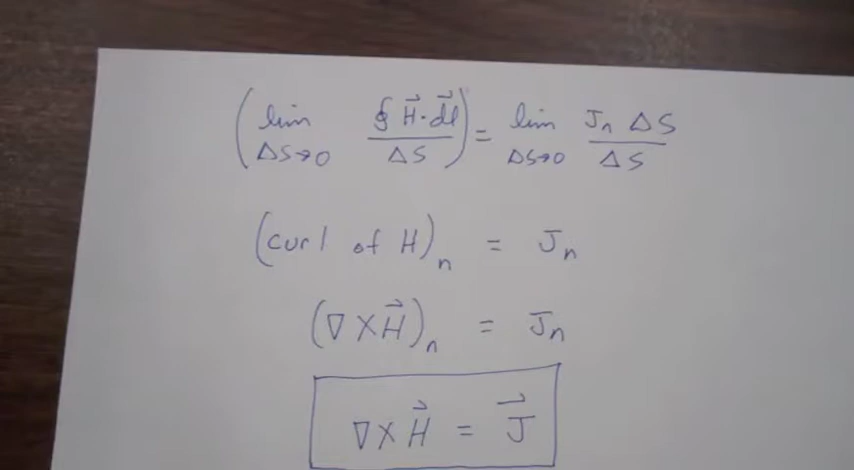 (lim ΔS→0 ∮ H⃗·dl⃗ / ΔS) = lim ΔS→0 Jₙ ΔS / ΔS
(curl of H)ₙ = Jₙ
(∇ X H⃗)ₙ = Jₙ
∇ X H⃗ = J⃗